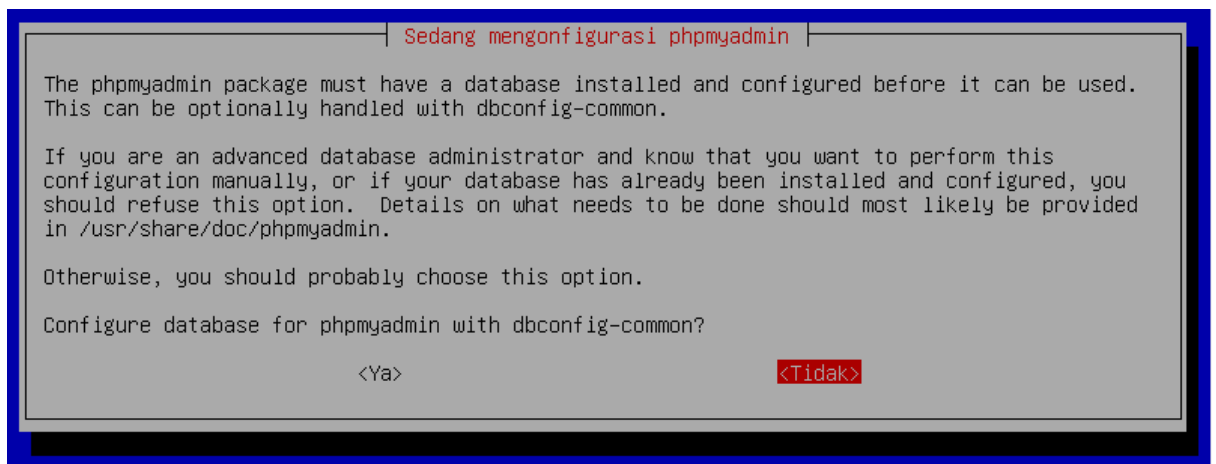 Sedang mengonfigurasi phpmyadmin
The phpmyadmin package must have a database installed and configured before it can be used.
This can be optionally handled with dbconfig-common.
If you are an advanced database administrator and know that you want to perform this
configuration manually, or if your database has already been installed and configured, you
should refuse this option.  Details on what needs to be done should most likely be provided
in /usr/share/doc/phpmyadmin.
Otherwise, you should probably choose this option.
Configure database for phpmyadmin with dbconfig-common?
<Ya> <Tidak>